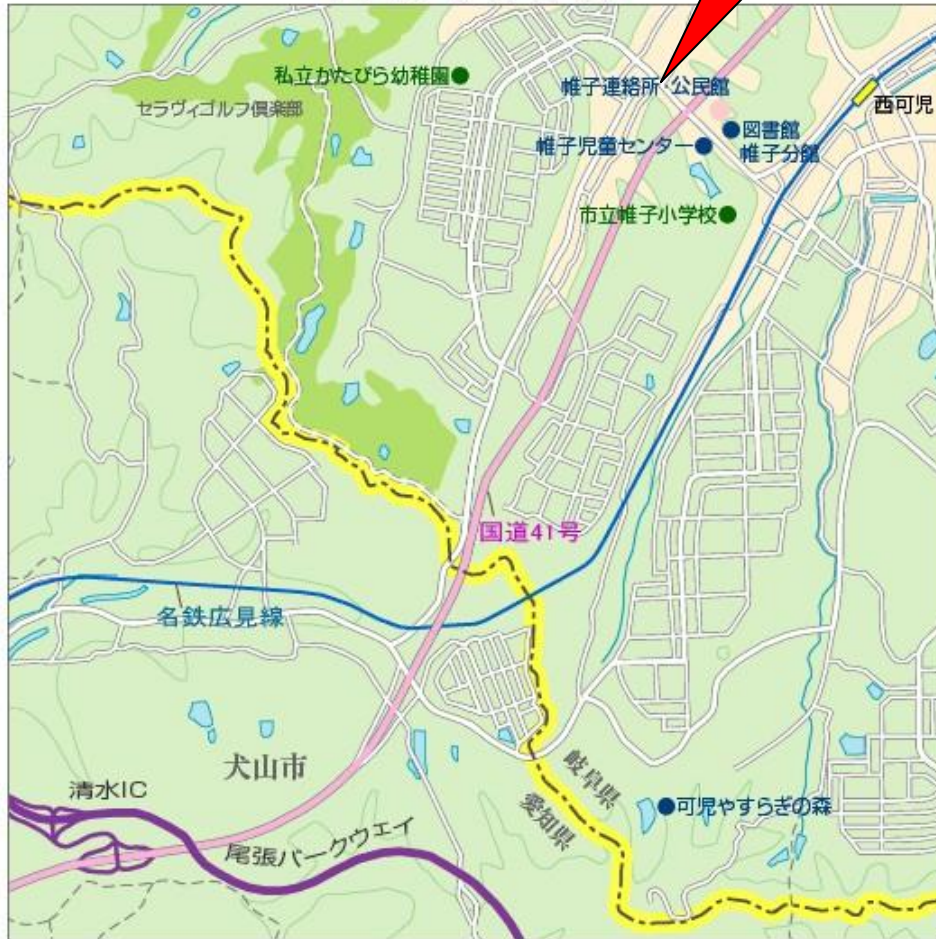 私立かたびら幼稚園
セラヴィゴルフ倶楽部
帷子連絡所・公民館
西可児
図書館
帷子分館
帷子児童センター
市立帷子小学校
国道41号
名鉄広見線
犬山市
岐阜県
愛知県
清水IC
可児やすらぎの森
尾張パークウェイ